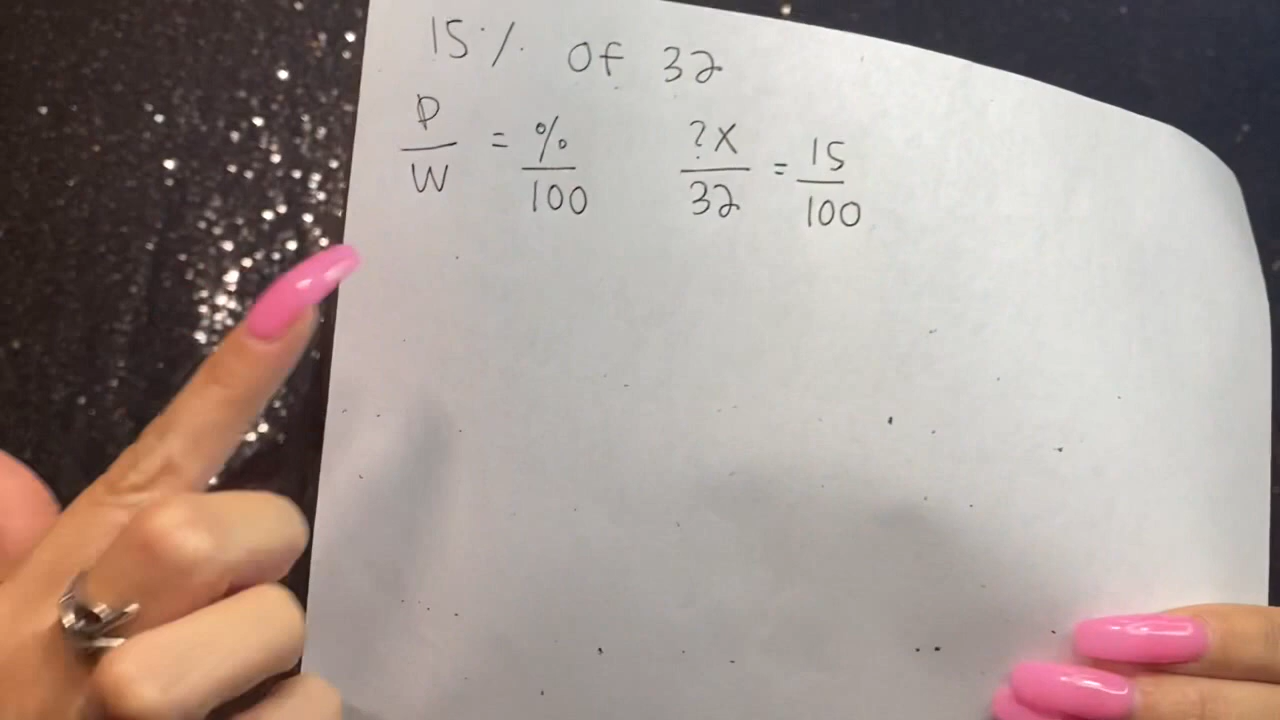 15% of 32
P/W = %/100 ?X/32 = 15/100